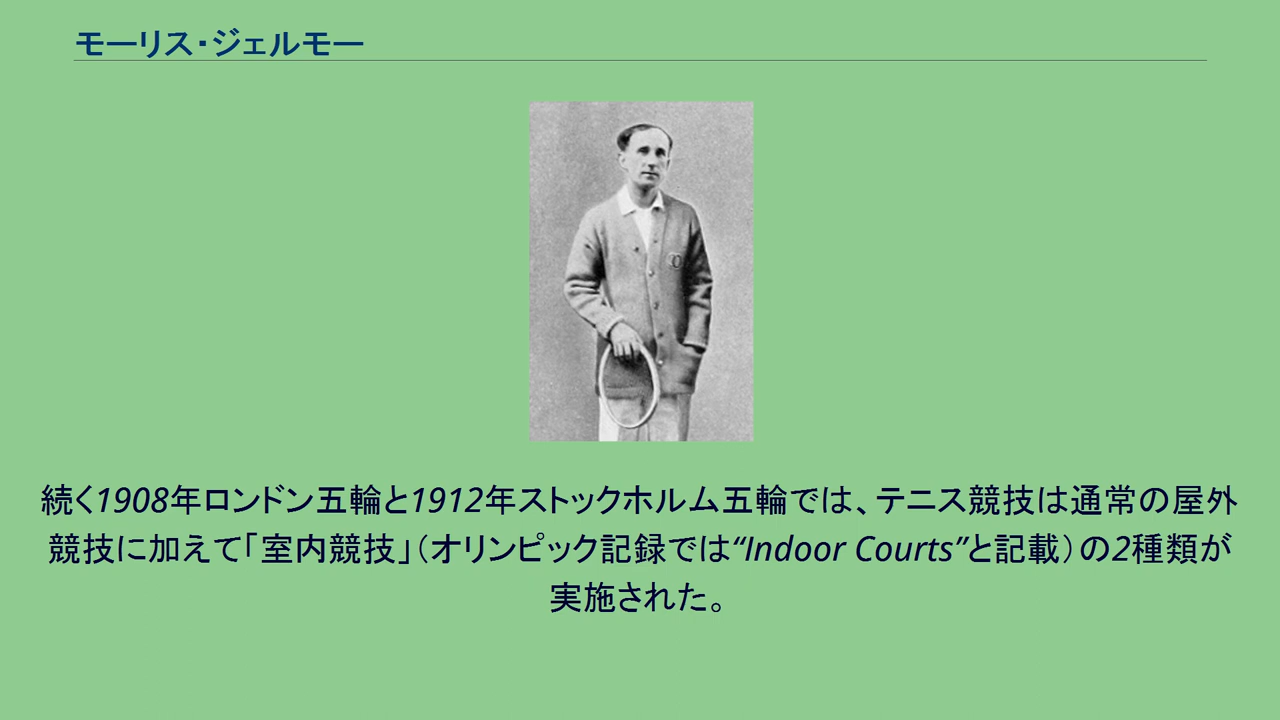 モーリス・ジェルモー
続く1908年ロンドン五輪と1912年ストックホルム五輪では、テニス競技は通常の屋外
競技に加えて「室内競技」（オリンピック記録では“Indoor Courts”と記載）の2種類が
実施された。